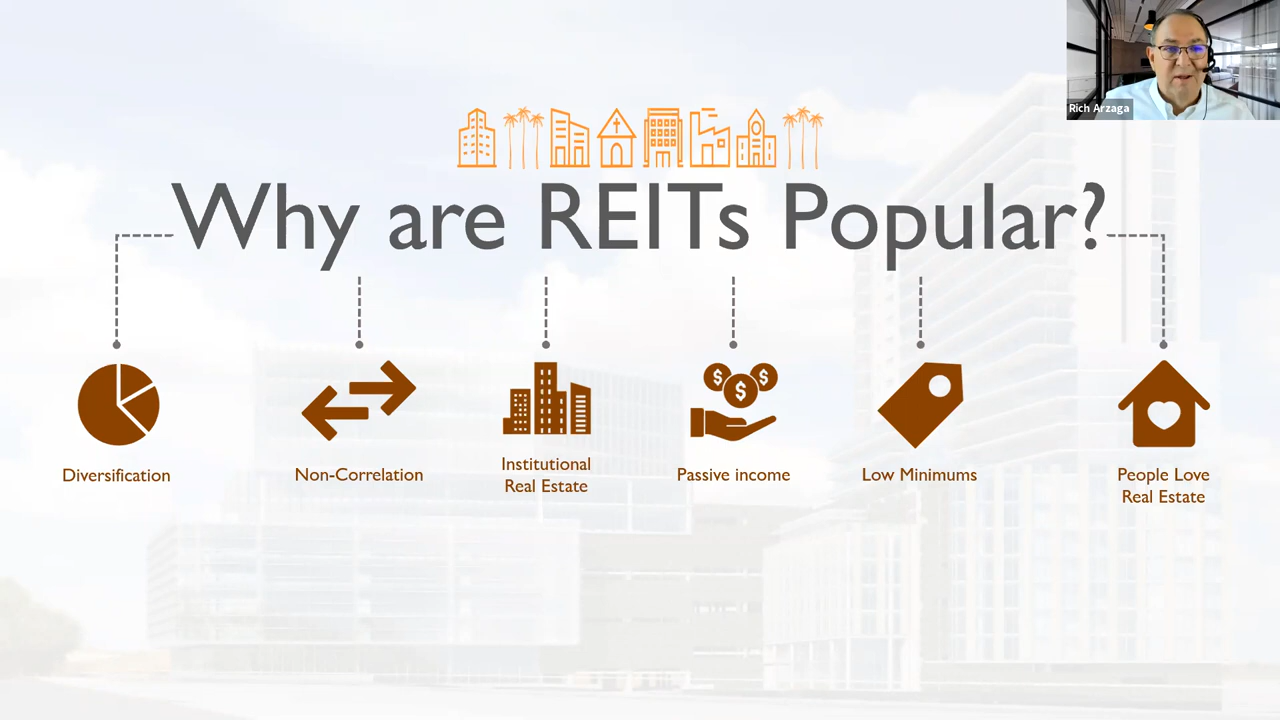 Rich Arzaga
Why are REITs Popular?
Diversification
Non-Correlation
Institutional
Real Estate
Passive income
Low Minimums
People Love
Real Estate
$
$
$